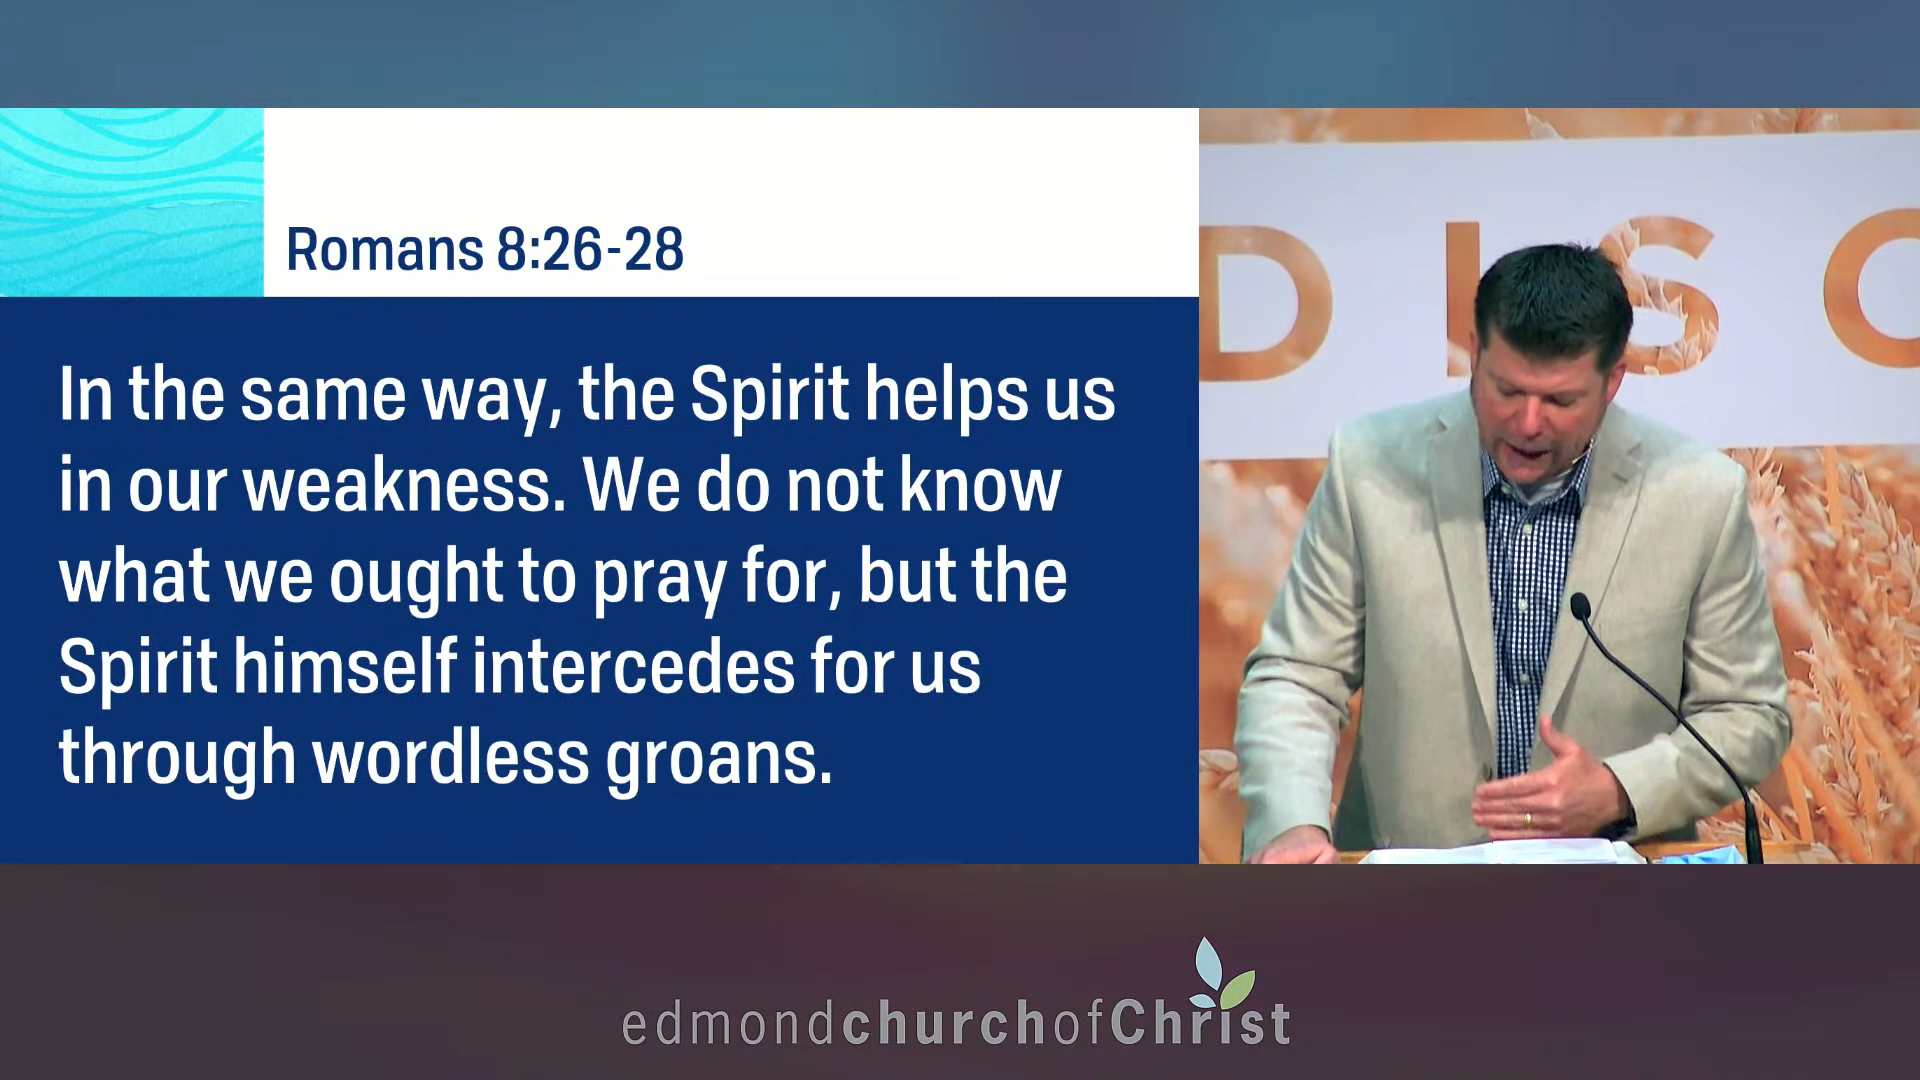 Romans 8:26-28
In the same way, the Spirit helps us
in our weakness. We do not know
what we ought to pray for, but the
Spirit himself intercedes for us
through wordless groans.
DISC
edmondchurchofChrist